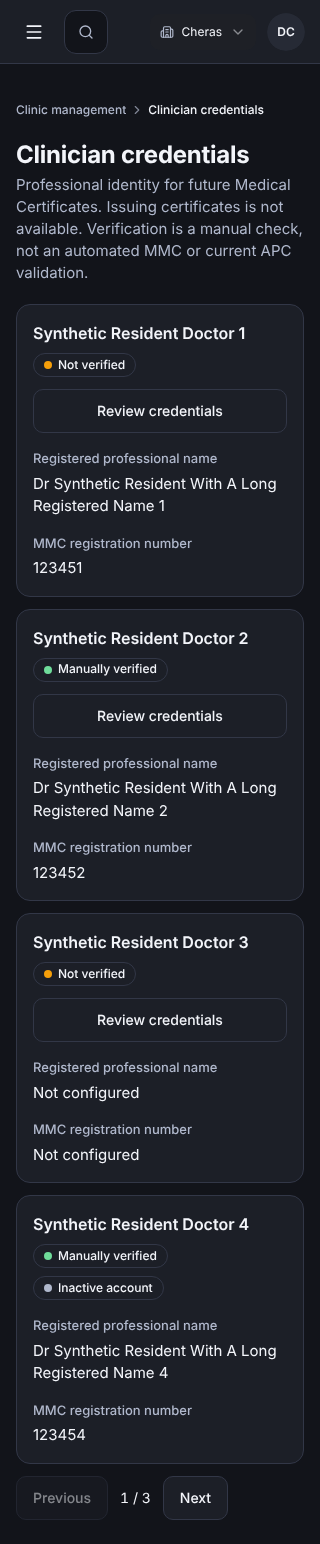 Cheras
DC
Clinic management > Clinician credentials
Clinician credentials
Professional identity for future Medical
Certificates. Issuing certificates is not
available. Verification is a manual check,
not an automated MMC or current APC
validation.
Synthetic Resident Doctor 1
Not verified
Review credentials
Registered professional name
Dr Synthetic Resident With A Long
Registered Name 1
MMC registration number
123451
Synthetic Resident Doctor 2
Manually verified
Review credentials
Registered professional name
Dr Synthetic Resident With A Long
Registered Name 2
MMC registration number
123452
Synthetic Resident Doctor 3
Not verified
Review credentials
Registered professional name
Not configured
MMC registration number
Not configured
Synthetic Resident Doctor 4
Manually verified
Inactive account
Registered professional name
Dr Synthetic Resident With A Long
Registered Name 4
MMC registration number
123454
Previous 1 / 3 Next